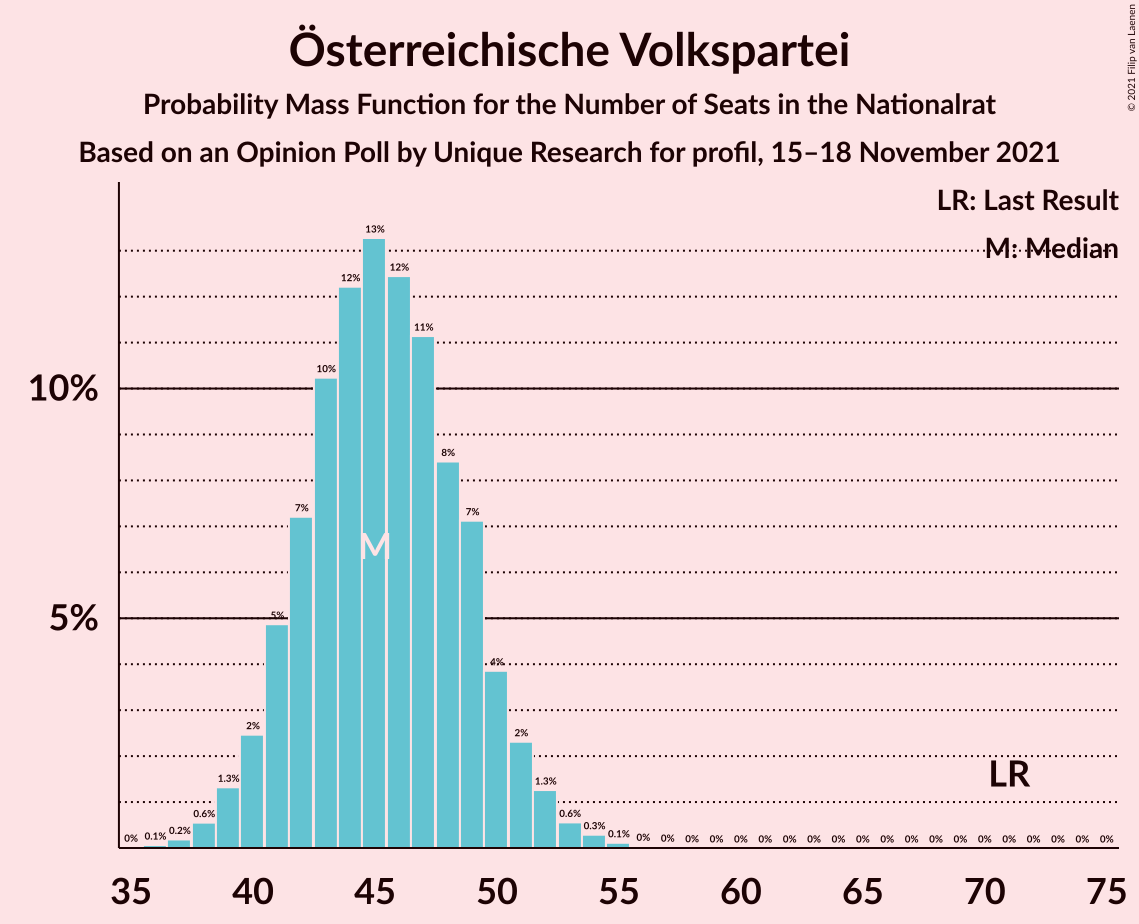 © 2021 Filip van Laenen
Österreichische Volkspartei
Probability Mass Function for the Number of Seats in the Nationalrat
Based on an Opinion Poll by Unique Research for profil, 15–18 November 2021
LR: Last Result
M: Median
13%
12%
12%
11%
10%
10%
8%
7%
7%
M
5%
5%
4%
2%
2%
LR
1.3%
1.3%
0.6%
0.6%
0% 0.1% 0.2% 0.3% 0.1% 0% 0% 0% 0% 0% 0% 0% 0% 0% 0% 0% 0% 0% 0% 0% 0% 0% 0% 0% 0%
35 40 45 50 55 60 65 70 75